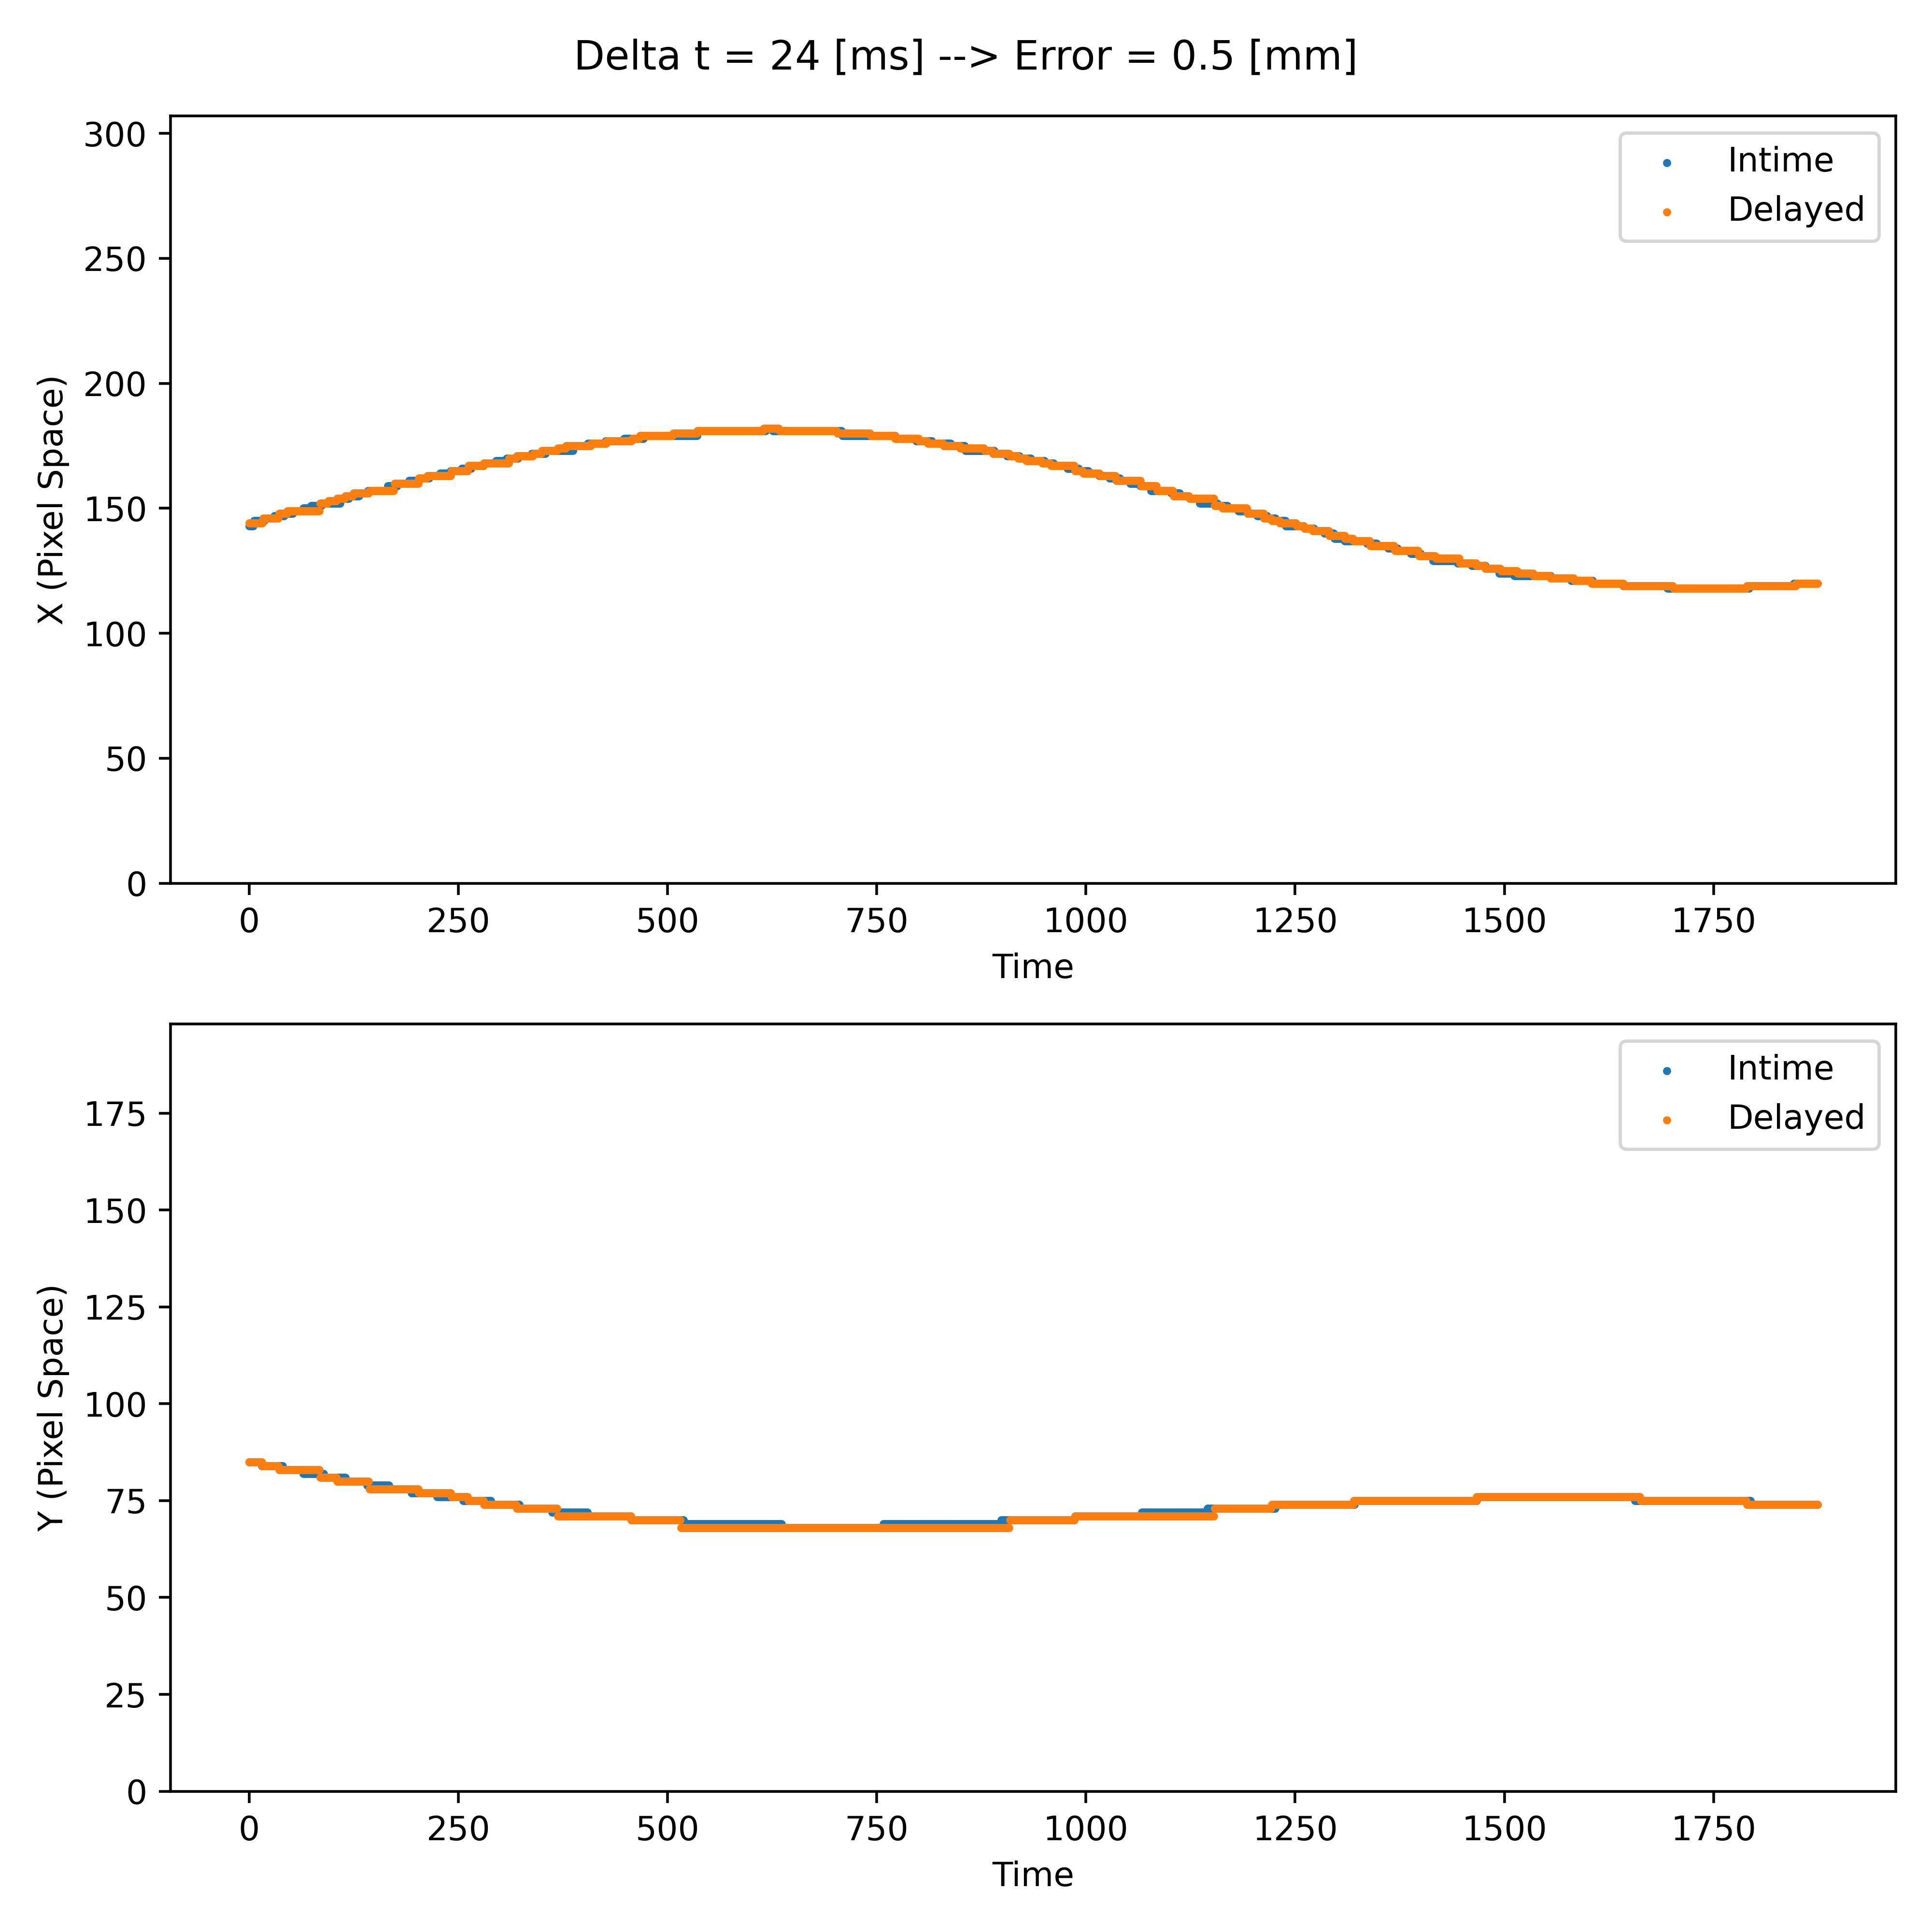 Delta t = 24 [ms] --> Error = 0.5 [mm]
300
250
200
150
100
50
0
X (Pixel Space)
Intime
Delayed
0 250 500 750 1000 1250 1500 1750
Time
175
150
125
100
75
50
25
0
Y (Pixel Space)
Intime
Delayed
0 250 500 750 1000 1250 1500 1750
Time